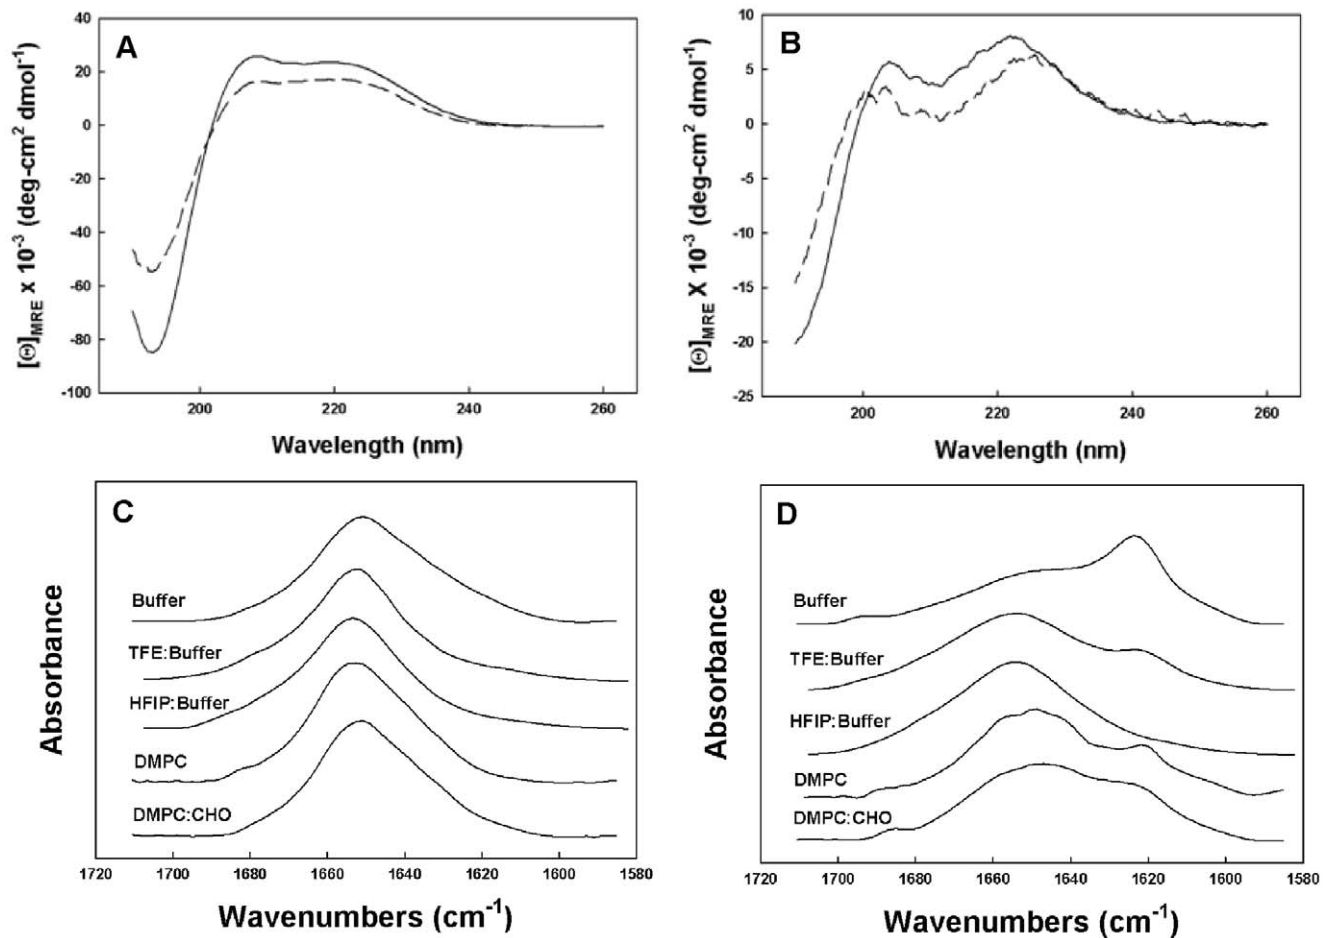 A
[Θ]MRE X 10-3 (deg-cm2 dmol-1)
40
20
0
-20
-40
-60
-80
-100
200
220
240
260
Wavelength (nm)
B
[Θ]MRE X 10-3 (deg-cm2 dmol-1)
10
5
0
-5
-10
-15
-20
-25
200
220
240
260
Wavelength (nm)
C
Absorbance
Buffer
TFE:Buffer
HFIP:Buffer
DMPC
DMPC:CHO
1720
1700
1680
1660
1640
1620
1600
1580
Wavenumbers (cm-1)
D
Absorbance
Buffer
TFE:Buffer
HFIP:Buffer
DMPC
DMPC:CHO
1720
1700
1680
1660
1640
1620
1600
1580
Wavenumbers (cm-1)